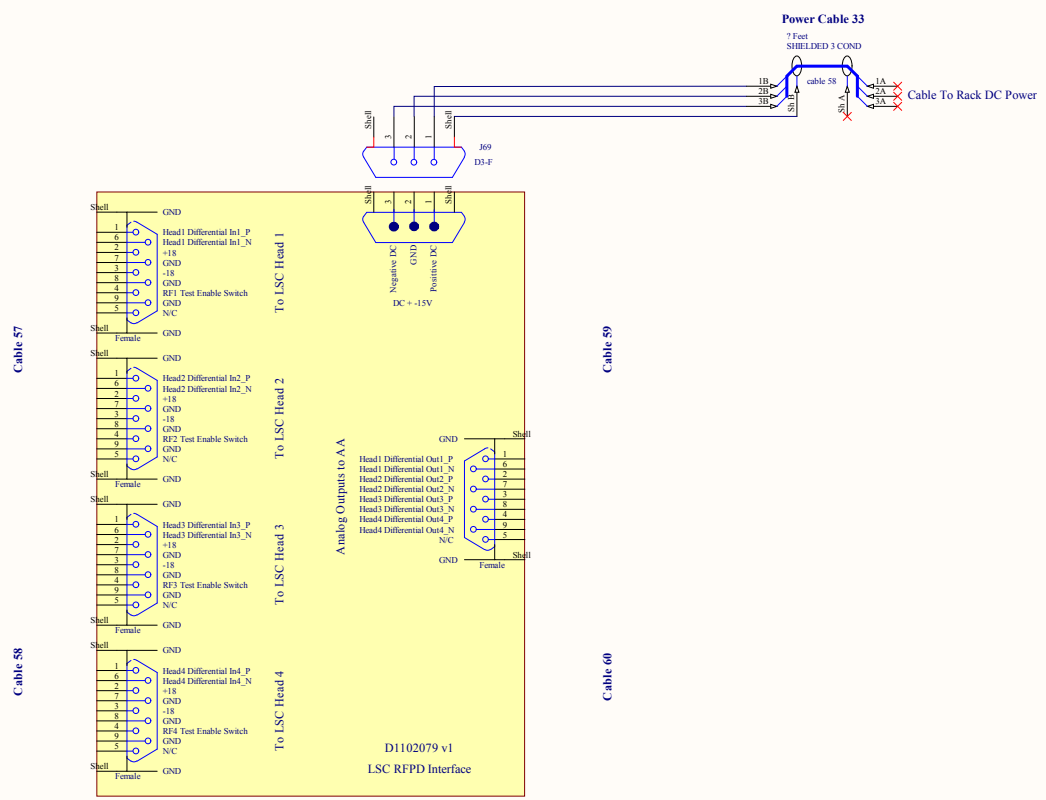 Power Cable 33
? Feet
SHIELDED 3 COND
cable 58
1B
2B
3B
Sh B
Sh A
1A
2A
3A
Cable To Rack DC Power
Shell
3
2
1
Shell
J69
D3-F
Shell
3
2
1
Shell
Negative DC
GND
Positive DC
DC + -15V
Shell
GND
1
Head1 Differential In1_P
6
Head1 Differential In1_N
2
+18
7
GND
3
-18
8
GND
4
RF1 Test Enable Switch
9
GND
5
N/C
Shell
GND
Female
To LSC Head 1
Cable 57
Cable 59
Shell
GND
1
Head2 Differential In2_P
6
Head2 Differential In2_N
2
+18
7
GND
3
-18
8
GND
4
RF2 Test Enable Switch
9
GND
5
N/C
Shell
GND
Female
To LSC Head 2
Analog Outputs to AA
GND
Shell
Head1 Differential Out1_P
1
Head1 Differential Out1_N
6
Head2 Differential Out2_P
2
Head2 Differential Out2_N
7
Head3 Differential Out3_P
3
Head3 Differential Out3_N
8
Head4 Differential Out4_P
4
Head4 Differential Out4_N
9
N/C
5
GND
Shell
Female
Shell
GND
1
Head3 Differential In3_P
6
Head3 Differential In3_N
2
+18
7
GND
3
-18
8
GND
4
RF3 Test Enable Switch
9
GND
5
N/C
Shell
GND
Female
To LSC Head 3
Cable 58
Cable 60
Shell
GND
1
Head4 Differential In4_P
6
Head4 Differential In4_N
2
+18
7
GND
3
-18
8
GND
4
RF4 Test Enable Switch
9
GND
5
N/C
Shell
GND
Female
To LSC Head 4
D1102079 v1
LSC RFPD Interface